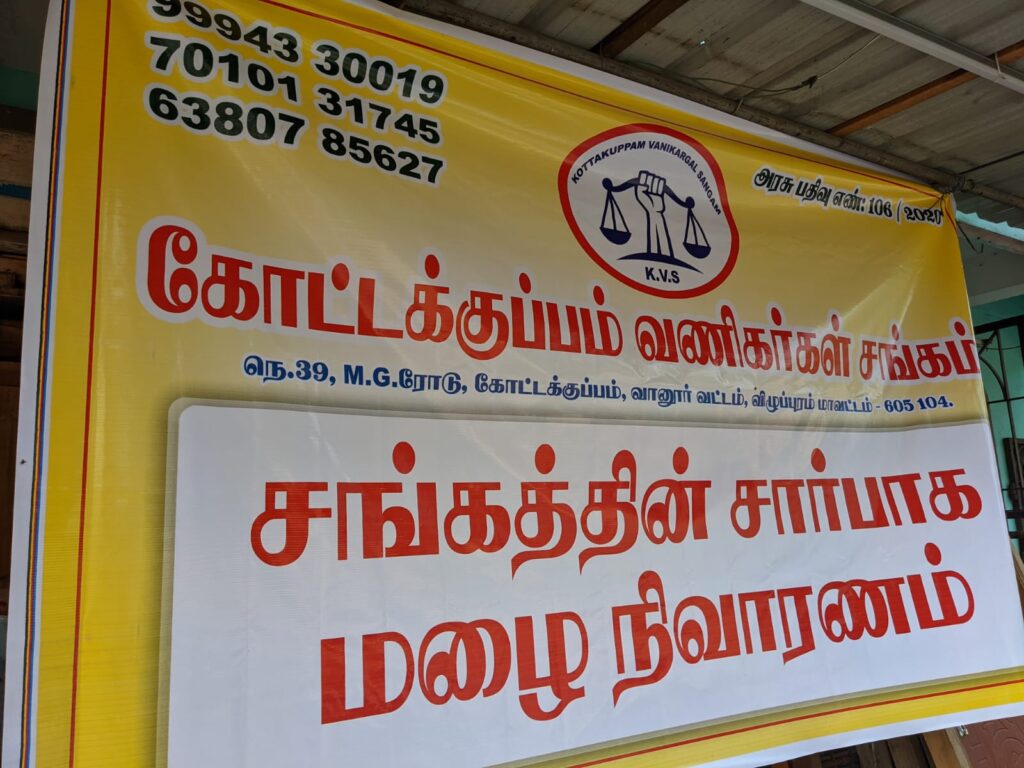 99943 30019
70101 31745
63807 85627
KOTTAKUPPAM VANIKARGAL SANGAM
K.V.S
அரசு பதிவு எண்: 106 / 2020
கோட்டக்குப்பம் வணிகர்கள் சங்கம்
நெ.39, M.G.ரோடு, கோட்டக்குப்பம், வானூர் வட்டம், விழுப்புரம் மாவட்டம் - 605 104.
சங்கத்தின் சார்பாக
மழை நிவாரணம்